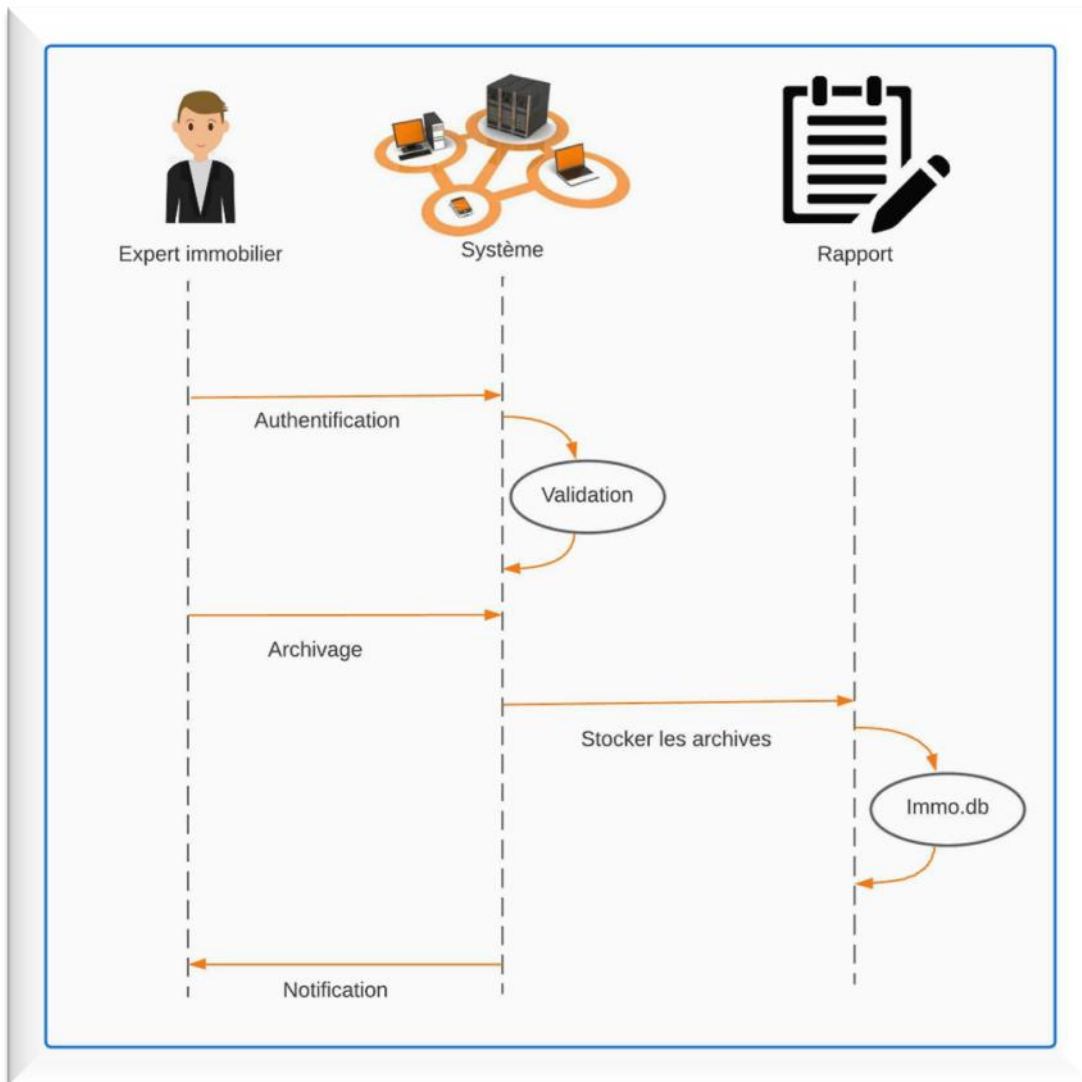 Expert immobilier
Système
Rapport
Authentification
Validation
Archivage
Stocker les archives
Immo.db
Notification